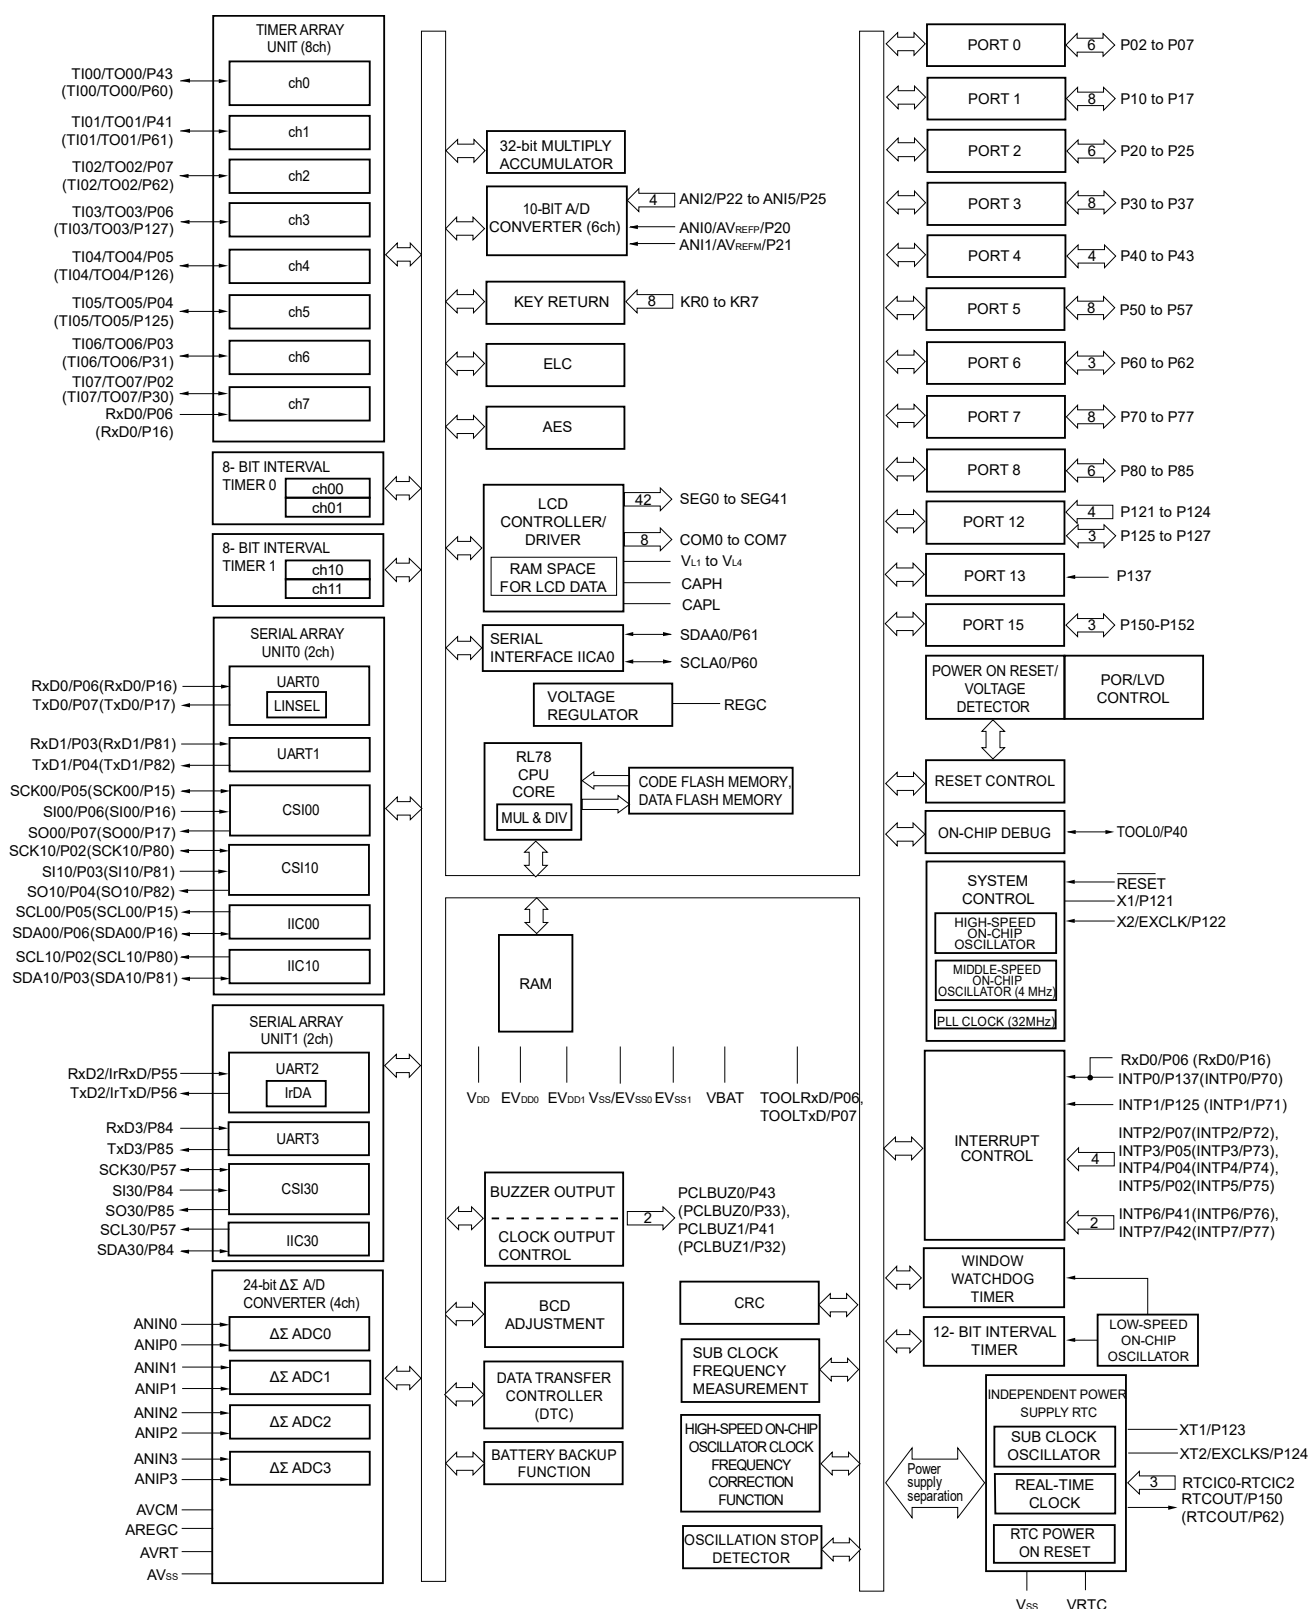 TIMER ARRAY
UNIT (8ch)
TI00/TO00/P43
(TI00/TO00/P60)
ch0
TI01/TO01/P41
(TI01/TO01/P61)
ch1
TI02/TO02/P07
(TI02/TO02/P62)
ch2
TI03/TO03/P06
(TI03/TO03/P127)
ch3
TI04/TO04/P05
(TI04/TO04/P126)
ch4
TI05/TO05/P04
(TI05/TO05/P125)
ch5
TI06/TO06/P03
(TI06/TO06/P31)
ch6
TI07/TO07/P02
(TI07/TO07/P30)
RxD0/P06
(RxD0/P16)
ch7
8- BIT INTERVAL
TIMER 0
ch00
ch01
8- BIT INTERVAL
TIMER 1
ch10
ch11
SERIAL ARRAY
UNIT0 (2ch)
RxD0/P06(RxD0/P16)
TxD0/P07(TxD0/P17)
UART0
LINSEL
RxD1/P03(RxD1/P81)
TxD1/P04(TxD1/P82)
UART1
SCK00/P05(SCK00/P15)
SI00/P06(SI00/P16)
SO00/P07(SO00/P17)
CSI00
SCK10/P02(SCK10/P80)
SI10/P03(SI10/P81)
SO10/P04(SO10/P82)
CSI10
SCL00/P05(SCL00/P15)
SDA00/P06(SDA00/P16)
IIC00
SCL10/P02(SCL10/P80)
SDA10/P03(SDA10/P81)
IIC10
SERIAL ARRAY
UNIT1 (2ch)
RxD2/IrRxD/P55
TxD2/IrTxD/P56
UART2
IrDA
RxD3/P84
TxD3/P85
UART3
SCK30/P57
SI30/P84
SO30/P85
CSI30
SCL30/P57
SDA30/P84
IIC30
24-bit ΔΣ A/D
CONVERTER (4ch)
ANIN0
ANIP0
ΔΣ ADC0
ANIN1
ANIP1
ΔΣ ADC1
ANIN2
ANIP2
ΔΣ ADC2
ANIN3
ANIP3
ΔΣ ADC3
AVCM
AREGC
AVRT
AVSS
32-bit MULTIPLY
ACCUMULATOR
10-BIT A/D
CONVERTER (6ch)
4
ANI2/P22 to ANI5/P25
ANI0/AVREFP/P20
ANI1/AVREFM/P21
KEY RETURN
8
KR0 to KR7
ELC
AES
LCD
CONTROLLER/
DRIVER
RAM SPACE
FOR LCD DATA
42
SEG0 to SEG41
8
COM0 to COM7
VL1 to VL4
CAPH
CAPL
SERIAL
INTERFACE IICA0
SDAA0/P61
SCLA0/P60
VOLTAGE
REGULATOR
REGC
RL78
CPU
CORE
MUL & DIV
CODE FLASH MEMORY,
DATA FLASH MEMORY
RAM
VDD
EVDD0
EVDD1
VSS/EVSS0
EVSS1
VBAT
TOOLRxD/P06,
TOOLTxD/P07
BUZZER OUTPUT
CLOCK OUTPUT
CONTROL
2
PCLBUZ0/P43
(PCLBUZ0/P33),
PCLBUZ1/P41
(PCLBUZ1/P32)
BCD
ADJUSTMENT
DATA TRANSFER
CONTROLLER
(DTC)
BATTERY BACKUP
FUNCTION
CRC
SUB CLOCK
FREQUENCY
MEASUREMENT
HIGH-SPEED ON-CHIP
OSCILLATOR CLOCK
FREQUENCY
CORRECTION
FUNCTION
OSCILLATION STOP
DETECTOR
PORT 0
6
P02 to P07
PORT 1
8
P10 to P17
PORT 2
6
P20 to P25
PORT 3
8
P30 to P37
PORT 4
4
P40 to P43
PORT 5
8
P50 to P57
PORT 6
3
P60 to P62
PORT 7
8
P70 to P77
PORT 8
6
P80 to P85
PORT 12
4
P121 to P124
3
P125 to P127
PORT 13
P137
PORT 15
3
P150-P152
POWER ON RESET/
VOLTAGE
DETECTOR
POR/LVD
CONTROL
RESET CONTROL
ON-CHIP DEBUG
TOOL0/P40
SYSTEM
CONTROL
RESET
X1/P121
X2/EXCLK/P122
HIGH-SPEED
ON-CHIP
OSCILLATOR
MIDDLE-SPEED
ON-CHIP
OSCILLATOR (4 MHz)
PLL CLOCK (32MHz)
INTERRUPT
CONTROL
RxD0/P06 (RxD0/P16)
INTP0/P137(INTP0/P70)
INTP1/P125 (INTP1/P71)
4
INTP2/P07(INTP2/P72),
INTP3/P05(INTP3/P73),
INTP4/P04(INTP4/P74),
INTP5/P02(INTP5/P75)
2
INTP6/P41(INTP6/P76),
INTP7/P42(INTP7/P77)
WINDOW
WATCHDOG
TIMER
12- BIT INTERVAL
TIMER
LOW-SPEED
ON-CHIP
OSCILLATOR
Power
supply
separation
INDEPENDENT POWER
SUPPLY RTC
SUB CLOCK
OSCILLATOR
REAL-TIME
CLOCK
RTC POWER
ON RESET
XT1/P123
XT2/EXCLKS/P124
3
RTCIC0-RTCIC2
RTCOUT/P150
(RTCOUT/P62)
VSS
VRTC